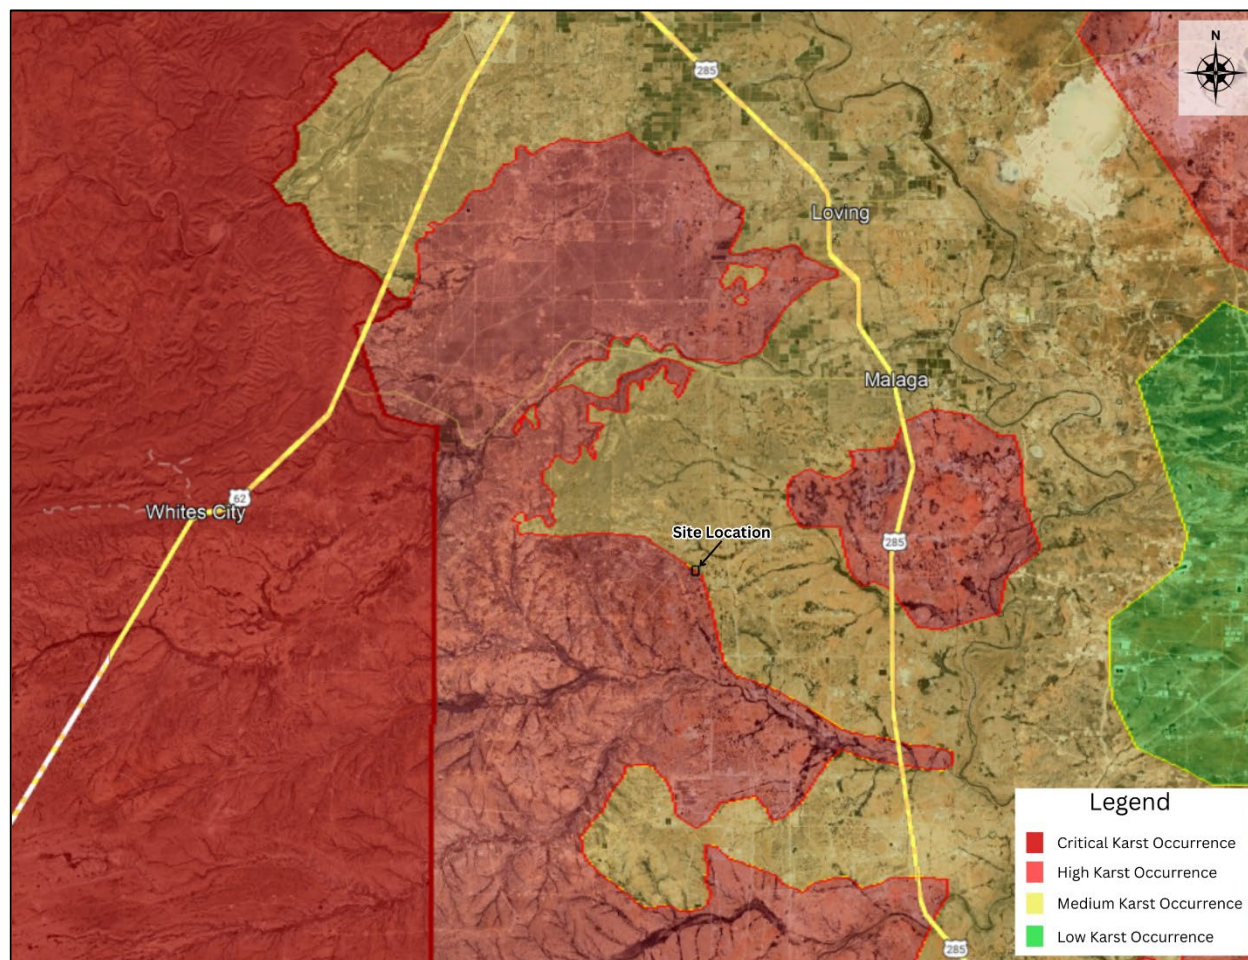 N
285
Loving
Malaga
62
Whites City
Site Location
285
Legend
Critical Karst Occurrence
High Karst Occurrence
Medium Karst Occurrence
Low Karst Occurrence
285